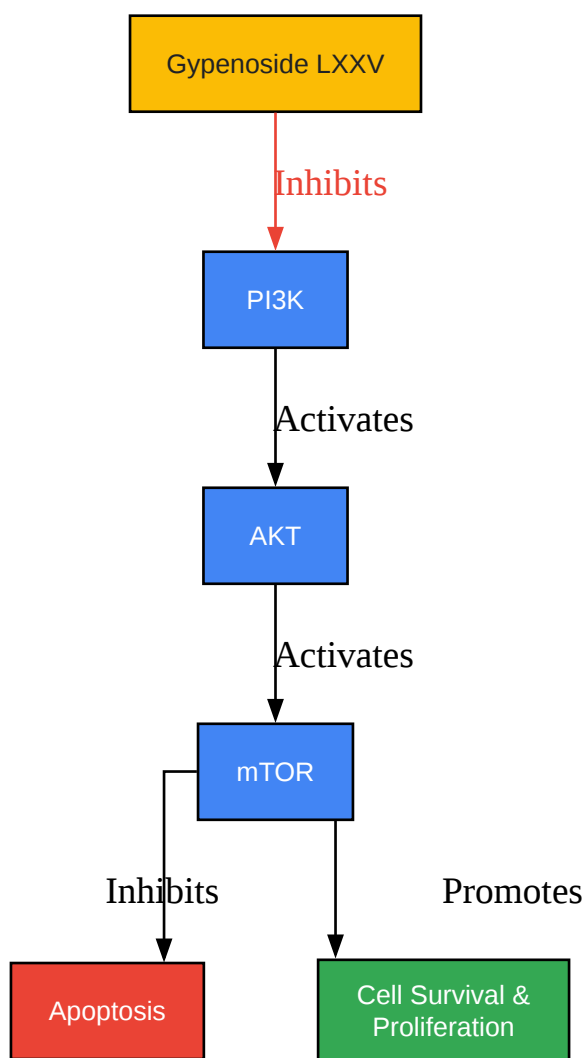 Gypenoside LXXV
Inhibits
PI3K
Activates
AKT
Activates
mTOR
Inhibits
Promotes
Apoptosis
Cell Survival &
Proliferation